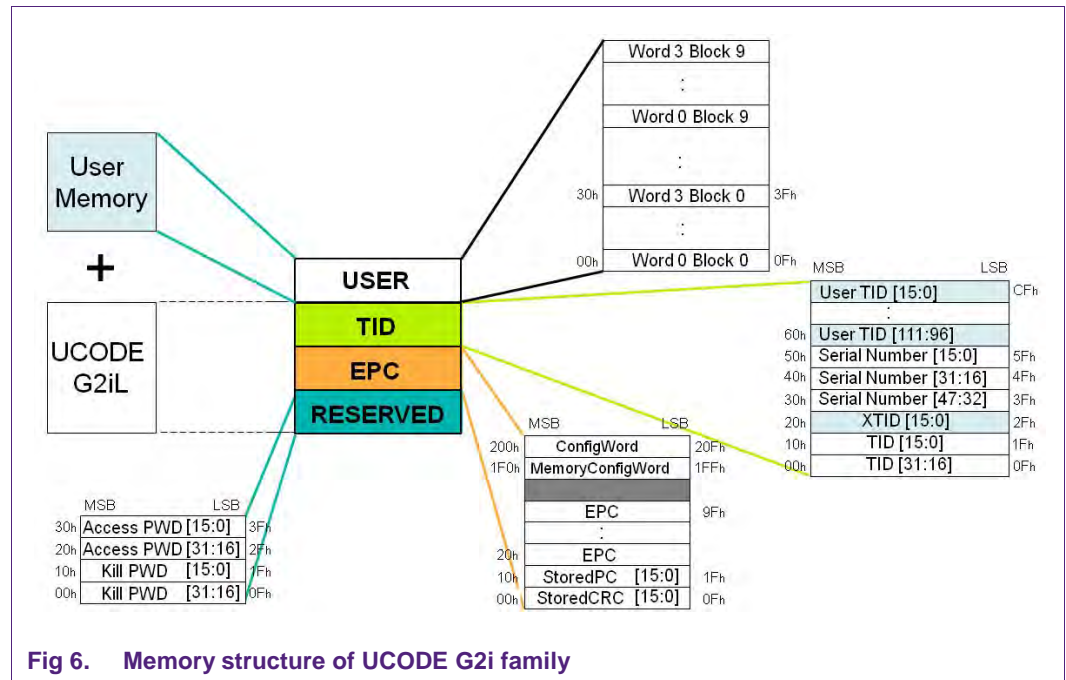 Word 3 Block 9
:
Word 0 Block 9
:
30h Word 3 Block 0 3Fh
:
00h Word 0 Block 0 0Fh
User
Memory
+
UCODE
G2iL
USER
TID
EPC
RESERVED
MSB LSB
User TID [15:0] CFh
:
60h User TID [111:96]
50h Serial Number [15:0] 5Fh
40h Serial Number [31:16] 4Fh
30h Serial Number [47:32] 3Fh
20h XTID [15:0] 2Fh
10h TID [15:0] 1Fh
00h TID [31:16] 0Fh
MSB LSB
200h ConfigWord 20Fh
1F0h MemoryConfigWord 1FFh
EPC 9Fh
:
20h EPC
10h StoredPC [15:0] 1Fh
00h StoredCRC [15:0] 0Fh
MSB LSB
30h Access PWD [15:0] 3Fh
20h Access PWD [31:16] 2Fh
10h Kill PWD [15:0] 1Fh
00h Kill PWD [31:16] 0Fh
Fig 6. Memory structure of UCODE G2i family